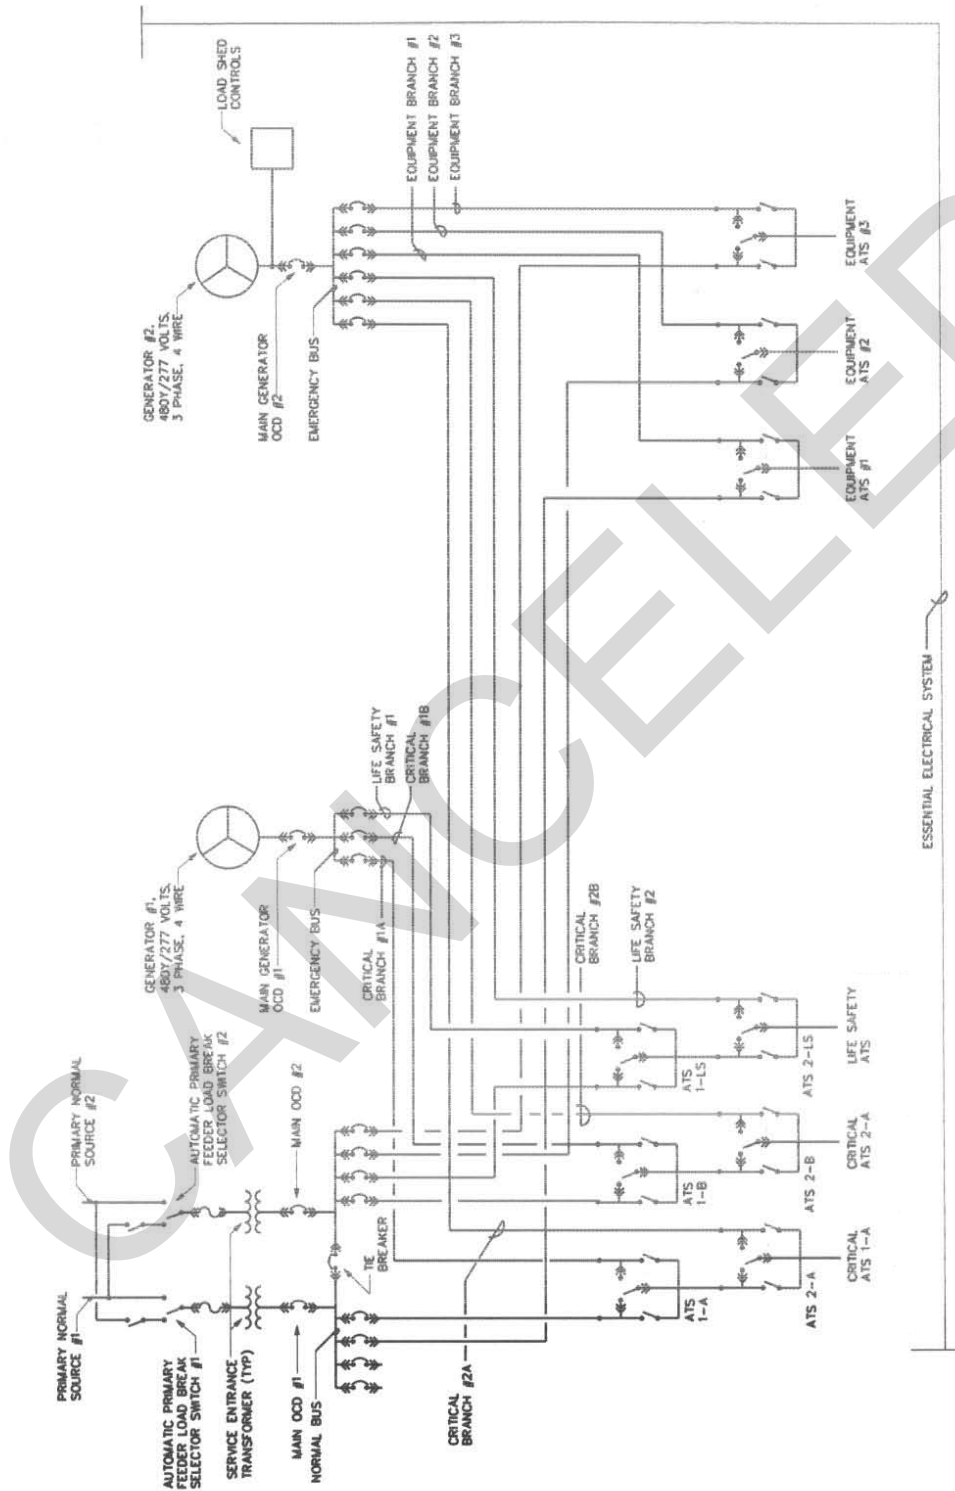 LOAD SHED
CONTROLS
GENERATOR #2,
480Y/277 VOLTS,
3 PHASE, 4 WIRE
MAIN GENERATOR
OCD #2
EMERGENCY BUS
EQUIPMENT BRANCH #1
EQUIPMENT BRANCH #2
EQUIPMENT BRANCH #3
EQUIPMENT
ATS #3
EQUIPMENT
ATS #2
EQUIPMENT
ATS #1
GENERATOR #1,
480Y/277 VOLTS,
3 PHASE, 4 WIRE
MAIN GENERATOR
OCD #1
EMERGENCY BUS
CRITICAL
BRANCH #1A
LIFE SAFETY
BRANCH #1
CRITICAL
BRANCH #1B
CRITICAL
BRANCH #2B
LIFE SAFETY
BRANCH #2
ESSENTIAL ELECTRICAL SYSTEM
PRIMARY NORMAL
SOURCE #2
AUTOMATIC PRIMARY
FEEDER LOAD BREAK
SELECTOR SWITCH #2
MAIN OCD #2
TIE
BREAKER
PRIMARY NORMAL
SOURCE #1
AUTOMATIC PRIMARY
FEEDER LOAD BREAK
SELECTOR SWITCH #1
SERVICE ENTRANCE
TRANSFORMER (TYP)
MAIN OCD #1
NORMAL BUS
CRITICAL
BRANCH #2A
ATS
1-LS
ATS 2-LS
LIFE SAFETY
ATS
ATS
1-B
ATS 2-B
CRITICAL
ATS 2-A
ATS
1-A
ATS 2-A
CRITICAL
ATS 1-A
CANCELED